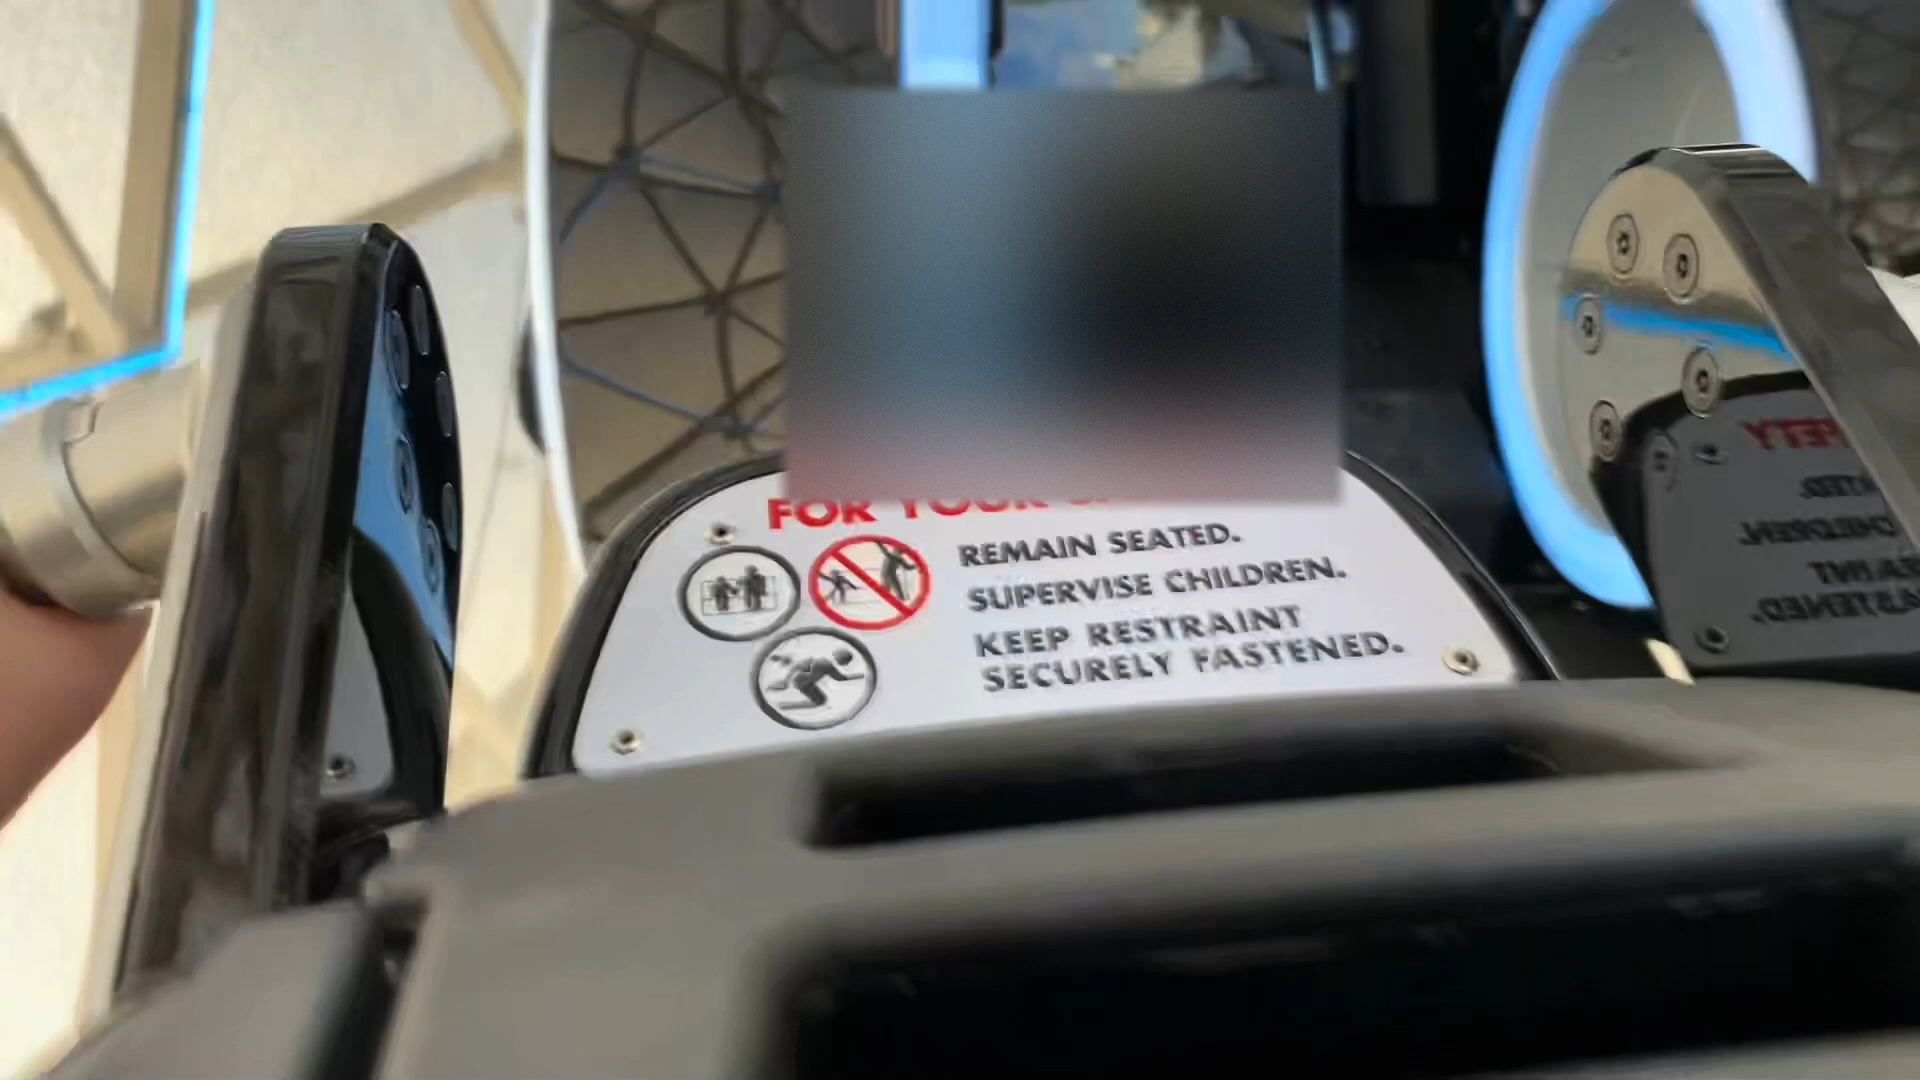 FOR YOUR
REMAIN SEATED.
SUPERVISE CHILDREN.
KEEP RESTRAINT
SECURELY FASTENED.